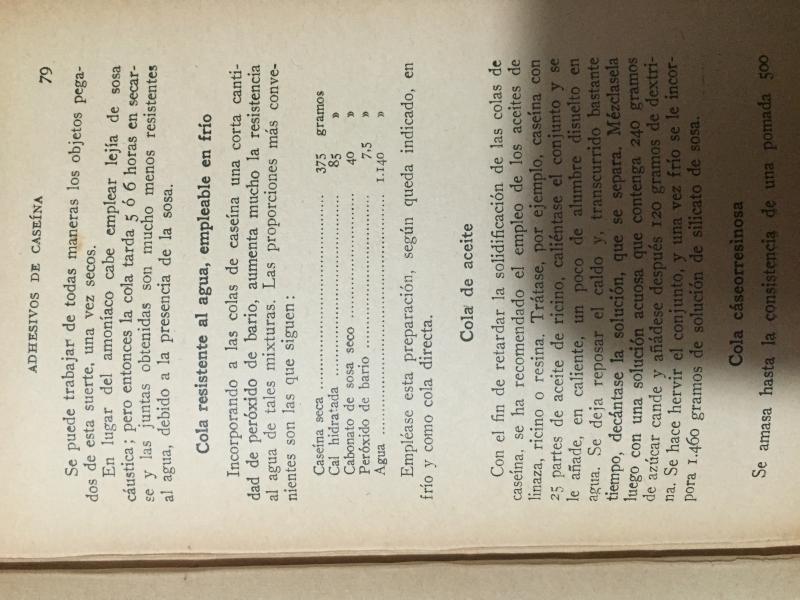 ADHESIVOS DE CASEÍNA 79
Se puede trabajar de todas maneras los objetos pega-
dos de esta suerte, una vez secos.
En lugar del amoníaco cabe emplear lejía de sosa
cáustica; pero entonces la cola tarda 5 ó 6 horas en secar-
se y las juntas obtenidas son mucho menos resistentes
al agua, debido a la presencia de la sosa.
Cola resistente al agua, empleable en frío
Incorporando a las colas de caseína una corta canti-
dad de peróxido de bario, aumenta mucho la resistencia
al agua de tales mixturas. Las proporciones más conve-
nientes son las que siguen:
Caseína seca ........................................ 375 gramos
Cal hidratada ........................................ 85 »
Cabonato de sosa seco ........................................ 40 »
Peróxido de bario ........................................ 7,5 »
Agua ........................................ 1.140 »
Empléase esta preparación, según queda indicado, en
frío y como cola directa.
Cola de aceite
Con el fin de retardar la solidificación de las colas de
caseína, se ha recomendado el empleo de los aceites de
linaza, ricino o resina. Trátase, por ejemplo, caseína con
25 partes de aceite de ricino, caliéntase el conjunto y se
le añade, en caliente, un poco de alumbre disuelto en
agua. Se deja reposar el caldo y, transcurrido bastante
tiempo, decántase la solución, que se separa. Mézclasela
luego con una solución acuosa que contenga 240 gramos
de azúcar cande y añádese después 120 gramos de dextri-
na. Se hace hervir el conjunto, y una vez frío se le incor-
pora 1.460 gramos de solución de silicato de sosa.
Cola cáseorresinosa
Se amasa hasta la consistencia de una pomada 500